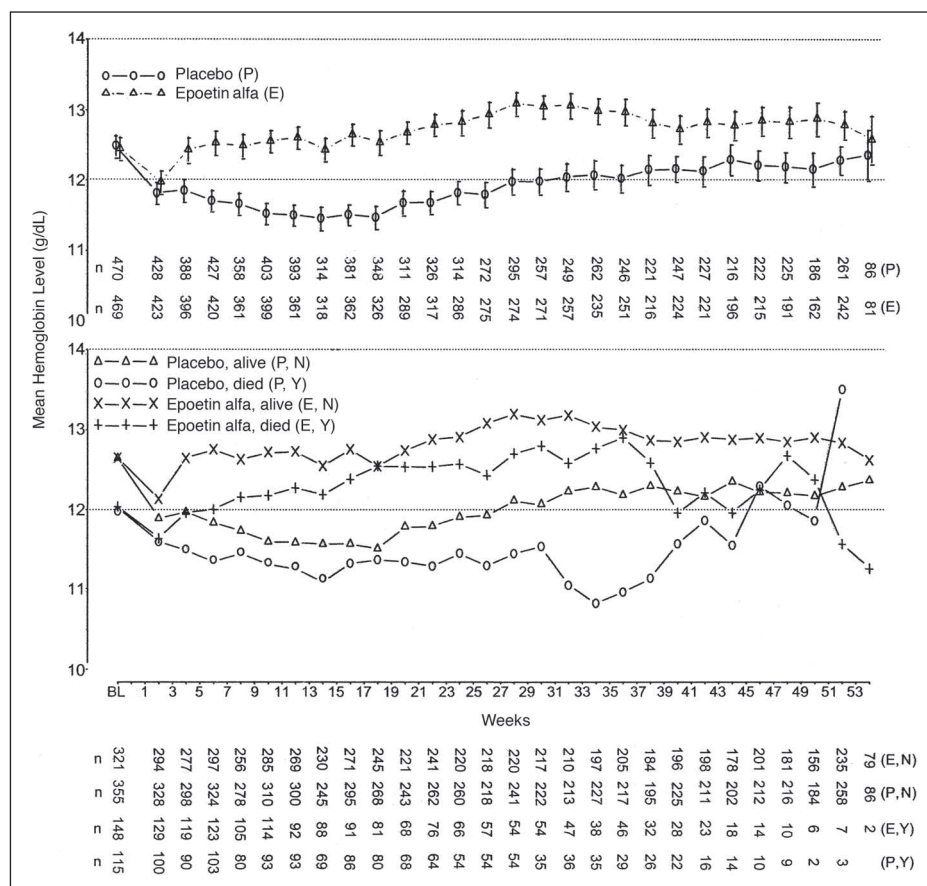 Mean Hemoglobin Level (g/dL)
14
Placebo (P)
Epoetin alfa (E)
13
12
11
n 470 428 388 427 358 403 393 314 381 348 311 326 314 272 295 257 249 262 246 221 247 227 216 222 225 186 261 86 (P)
n 469 423 396 420 361 399 361 318 362 326 289 317 286 275 274 271 257 235 251 216 224 221 196 215 191 162 242 81 (E)
10
14
Placebo, alive (P, N)
Placebo, died (P, Y)
Epoetin alfa, alive (E, N)
Epoetin alfa, died (E, Y)
13
12
11
10
BL 1 3 5 7 9 11 13 15 17 19 21 23 25 27 29 31 33 35 37 39 41 43 45 47 49 51 53
Weeks
n 321 294 277 297 256 285 269 230 271 245 221 241 220 218 220 217 210 197 205 184 196 198 178 201 181 156 235 79 (E,N)
n 355 328 298 324 278 310 300 245 295 268 243 262 260 218 241 222 213 227 217 195 225 211 202 212 216 184 258 86 (P,N)
n 148 129 119 123 105 114 92 88 91 81 68 76 66 57 54 54 47 38 46 32 28 23 18 14 10 6 7 2 (E,Y)
n 115 100 90 103 80 93 93 69 86 80 68 64 54 54 54 35 36 35 29 26 22 16 14 10 9 2 3 (P,Y)